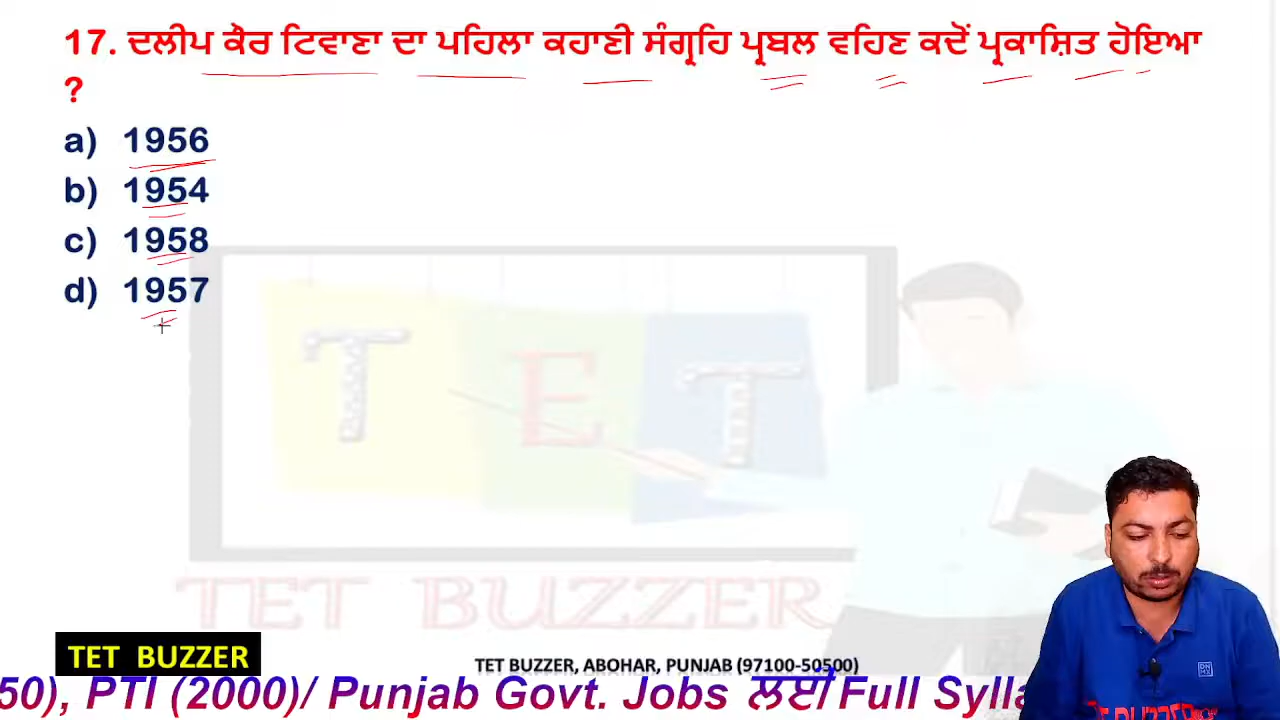 17. ਦਲੀਪ ਕੌਰ ਟਿਵਾਣਾ ਦਾ ਪਹਿਲਾ ਕਹਾਣੀ ਸੰਗ੍ਰਹਿ ਪ੍ਰਬਲ ਵਹਿਣ ਕਦੋਂ ਪ੍ਰਕਾਸ਼ਿਤ ਹੋਇਆ
?
a) 1956
b) 1954
c) 1958
d) 1957
T E T
TET BUZZER
TET BUZZER
TET BUZZER, ABOHAR, PUNJAB (97100-50500)
50), PTI (2000)/ Punjab Govt. Jobs ਲਈ Full Sylla